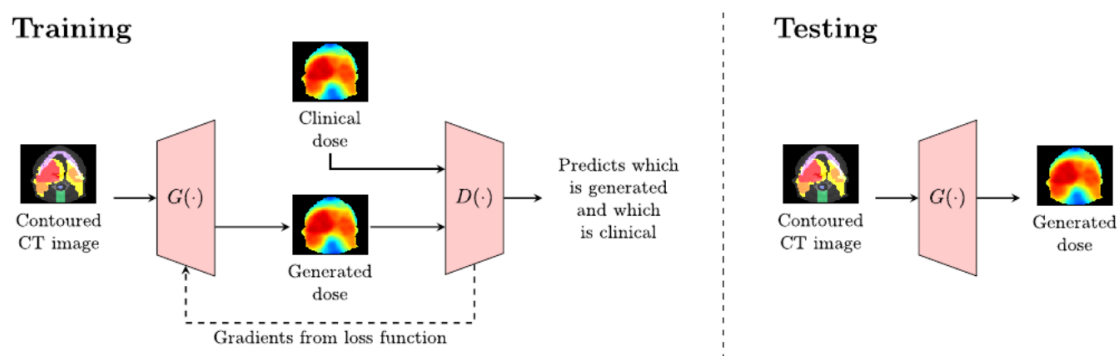 Training
Clinical
dose
Contoured
CT image
G(·)
Generated
dose
D(·)
Predicts which
is generated
and which
is clinical
Gradients from loss function
Testing
Contoured
CT image
G(·)
Generated
dose